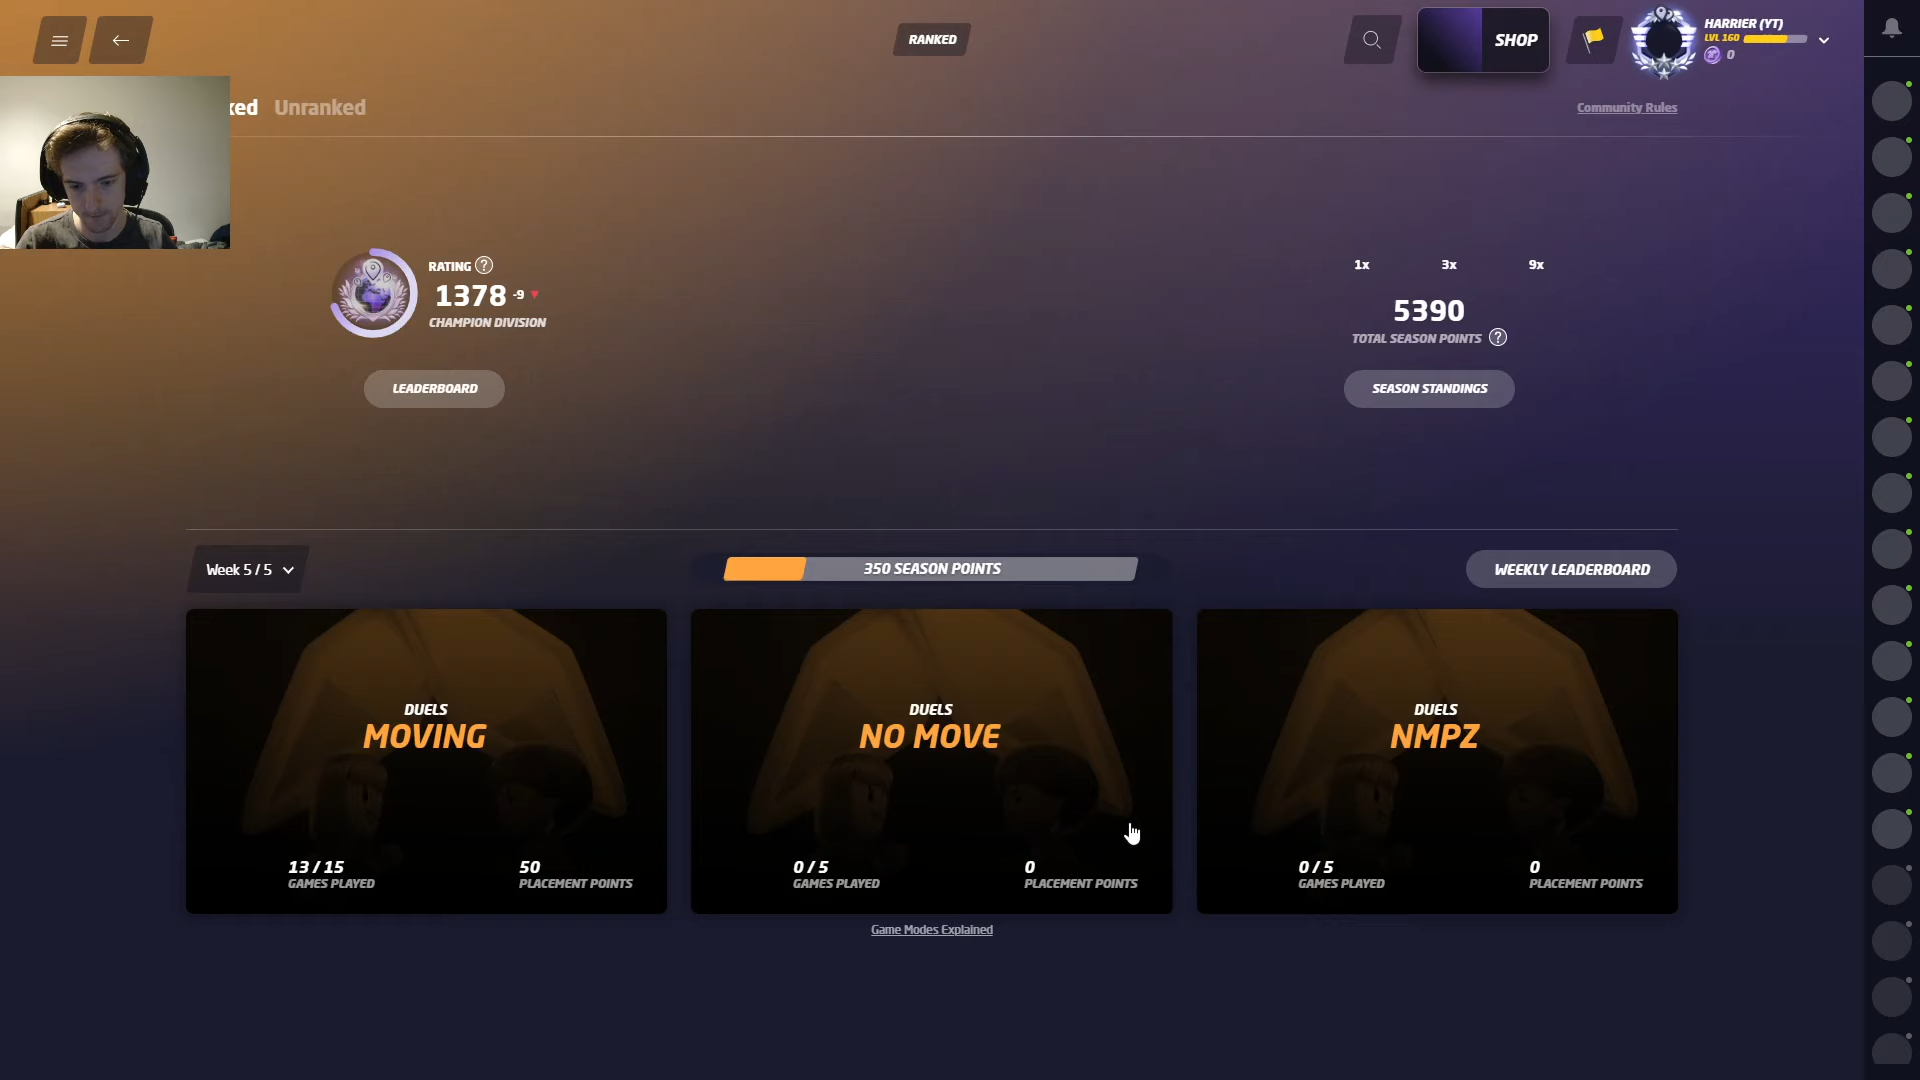 RANKED
SHOP
HARRIER (YT)
LVL 160
0
ked Unranked
Community Rules
RATING ?
1378 -9
CHAMPION DIVISION
LEADERBOARD
1x 3x 9x
5390
TOTAL SEASON POINTS ?
SEASON STANDINGS
Week 5 / 5
350 SEASON POINTS
WEEKLY LEADERBOARD
DUELS
MOVING
13 / 15
GAMES PLAYED
50
PLACEMENT POINTS
DUELS
NO MOVE
0 / 5
GAMES PLAYED
0
PLACEMENT POINTS
DUELS
NMPZ
0 / 5
GAMES PLAYED
0
PLACEMENT POINTS
Game Modes Explained